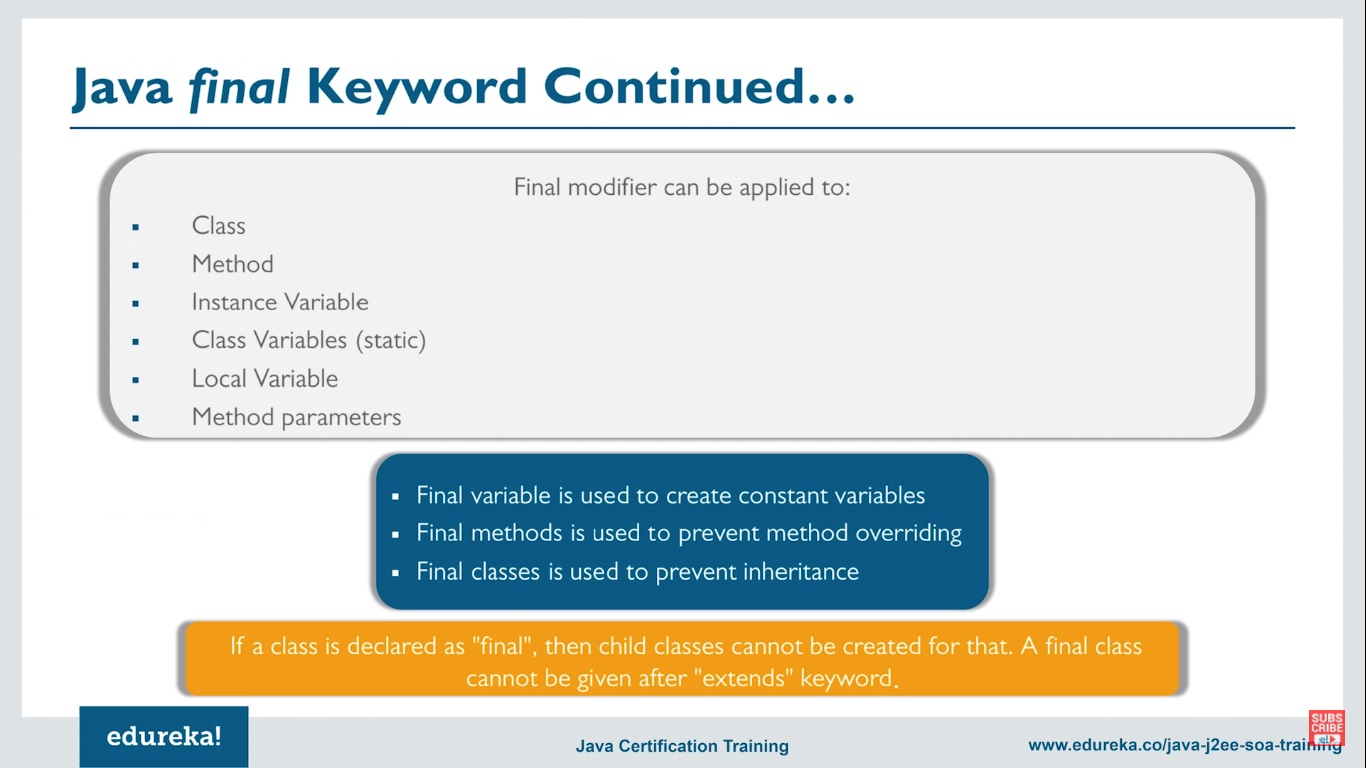 Java final Keyword Continued...
Final modifier can be applied to:
▪ Class
▪ Method
▪ Instance Variable
▪ Class Variables (static)
▪ Local Variable
▪ Method parameters
▪ Final variable is used to create constant variables
▪ Final methods is used to prevent method overriding
▪ Final classes is used to prevent inheritance
If a class is declared as "final", then child classes cannot be created for that. A final class
cannot be given after "extends" keyword.
edureka!
Java Certification Training
www.edureka.co/java-j2ee-soa-training
SUBS
CRIBE